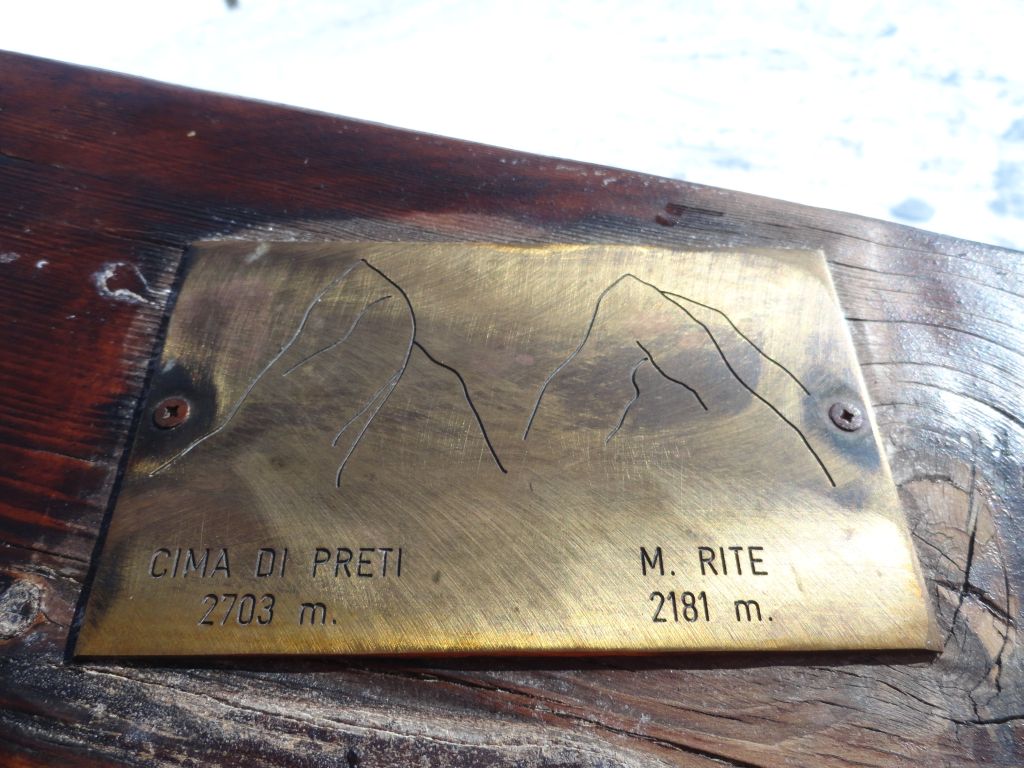 CIMA DI PRETI
2703 m.
M. RITE
2181 m.